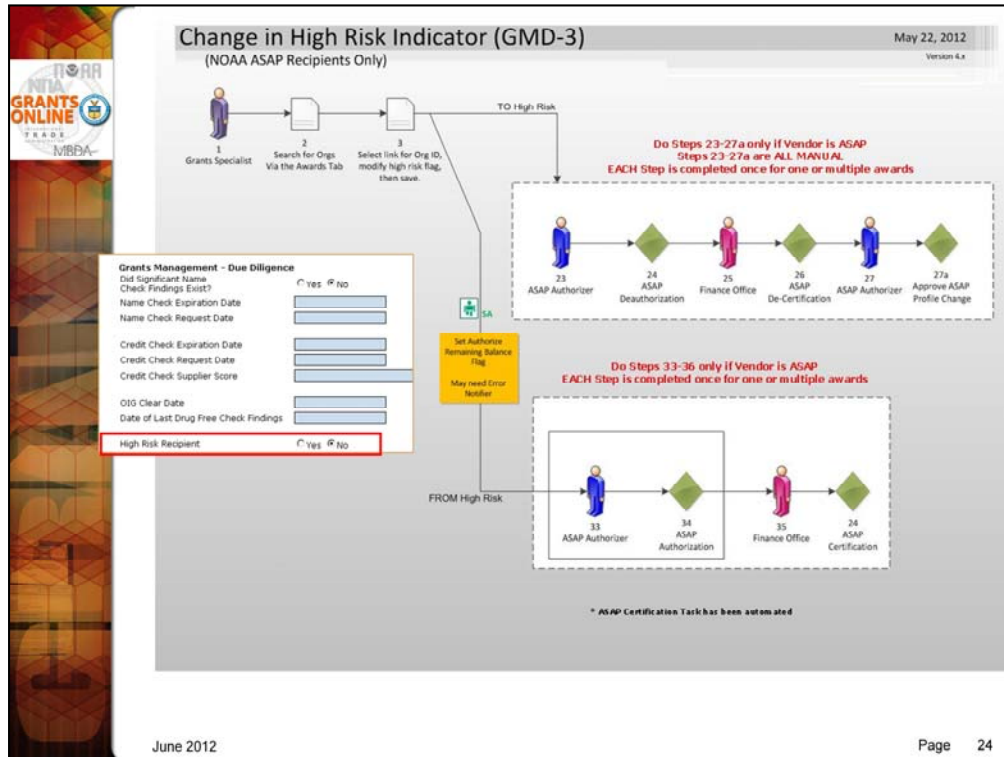 Change in High Risk Indicator (GMD-3)
(NOAA ASAP Recipients Only)
May 22, 2012
Version 4.x
NOAA
NTIA
GRANTS
ONLINE
TRADE
MBDA
1
Grants Specialist
2
Search for Orgs
Via the Awards Tab
3
Select link for Org ID,
modify high risk flag,
then save.
TO High Risk
Do Steps 23-27a only if Vendor is ASAP
Steps 23-27a are ALL MANUAL
EACH Step is completed once for one or multiple awards
23
ASAP Authorizer
24
ASAP
Deauthorization
25
Finance Office
26
ASAP
De-Certification
27
ASAP Authorizer
27a
Approve ASAP
Profile Change
Grants Management - Due Diligence
Did Significant Name
Check Findings Exist?
Yes No
Name Check Expiration Date
Name Check Request Date
Credit Check Expiration Date
Credit Check Request Date
Credit Check Supplier Score
OIG Clear Date
Date of Last Drug Free Check Findings
High Risk Recipient
Yes No
SA
Set Authorize
Remaining Balance
Flag
May need Error
Notifier
FROM High Risk
Do Steps 33-36 only if Vendor is ASAP
EACH Step is completed once for one or multiple awards
33
ASAP Authorizer
34
ASAP
Authorization
35
Finance Office
24
ASAP
Certification
* ASAP Certification Task has been automated
June 2012
Page 24